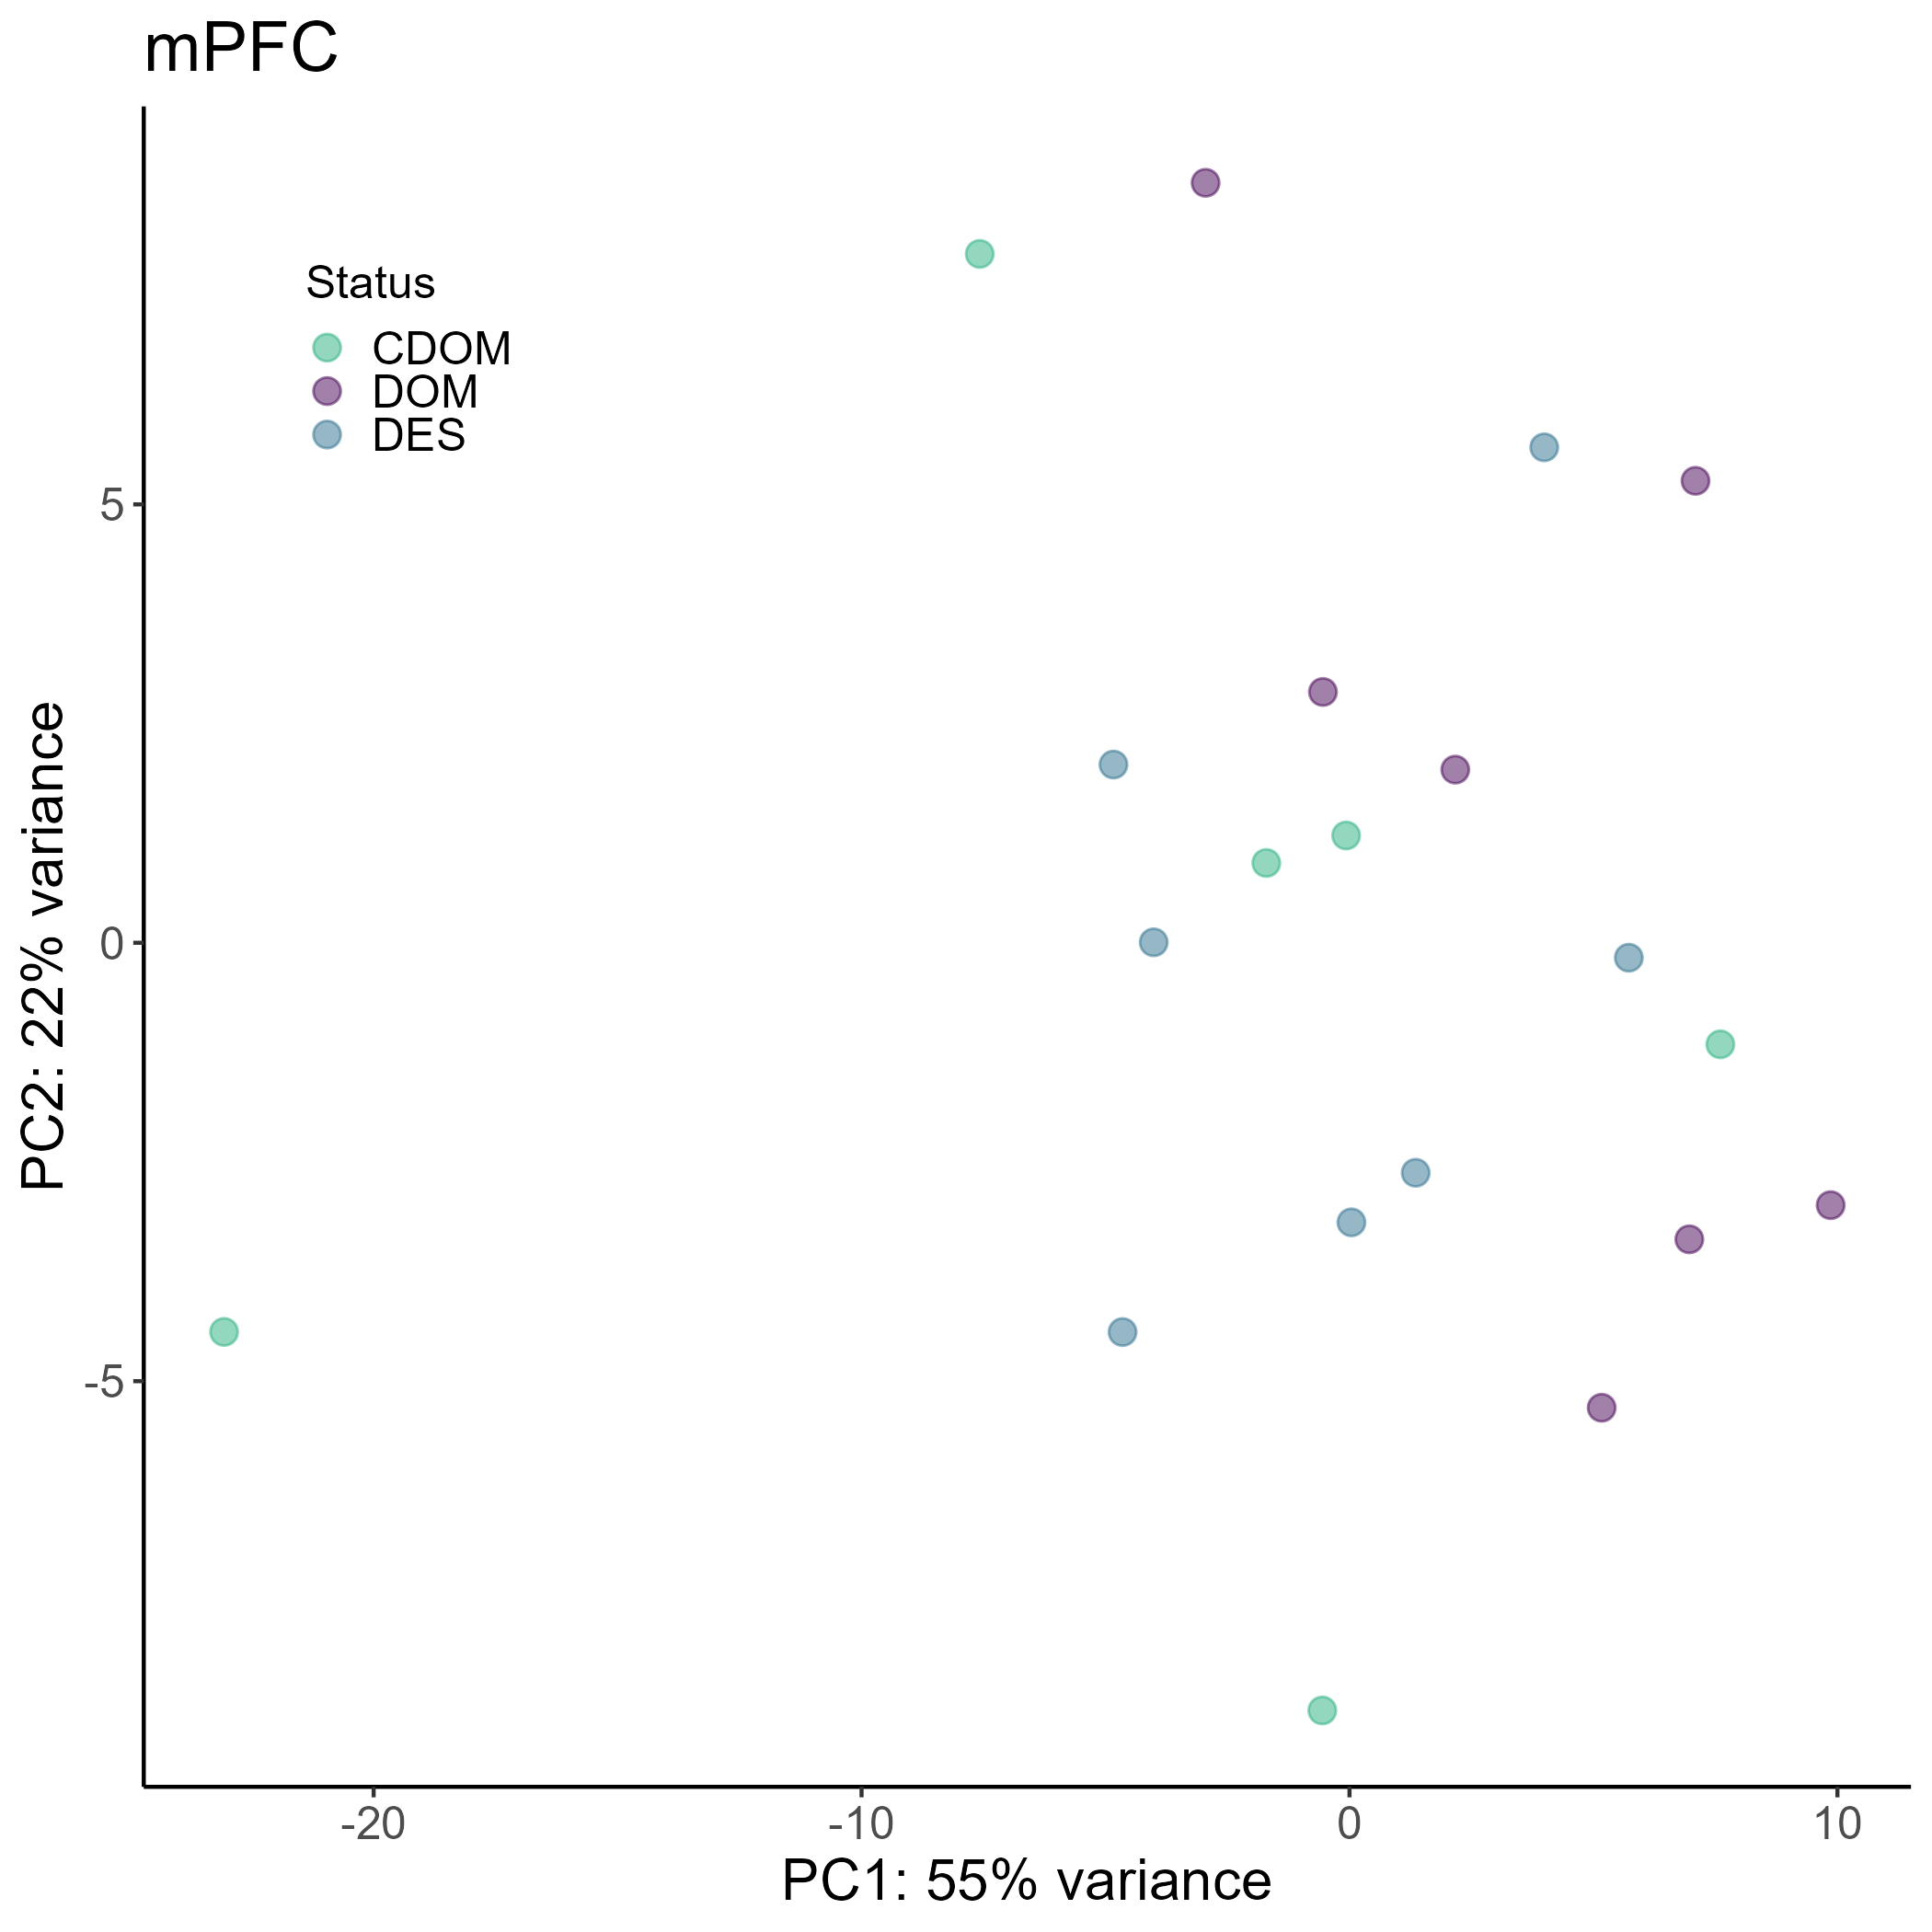 mPFC
Status
CDOM
DOM
DES
5
0
-5
PC2: 22% variance
-20
-10
0
10
PC1: 55% variance